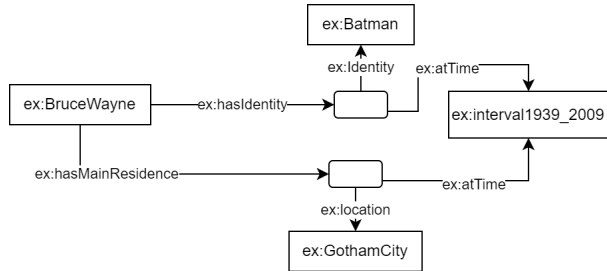 ex:Batman
ex:Identity
ex:atTime
ex:BruceWayne
ex:hasIdentity
ex:interval1939_2009
ex:hasMainResidence
ex:atTime
ex:location
ex:GothamCity